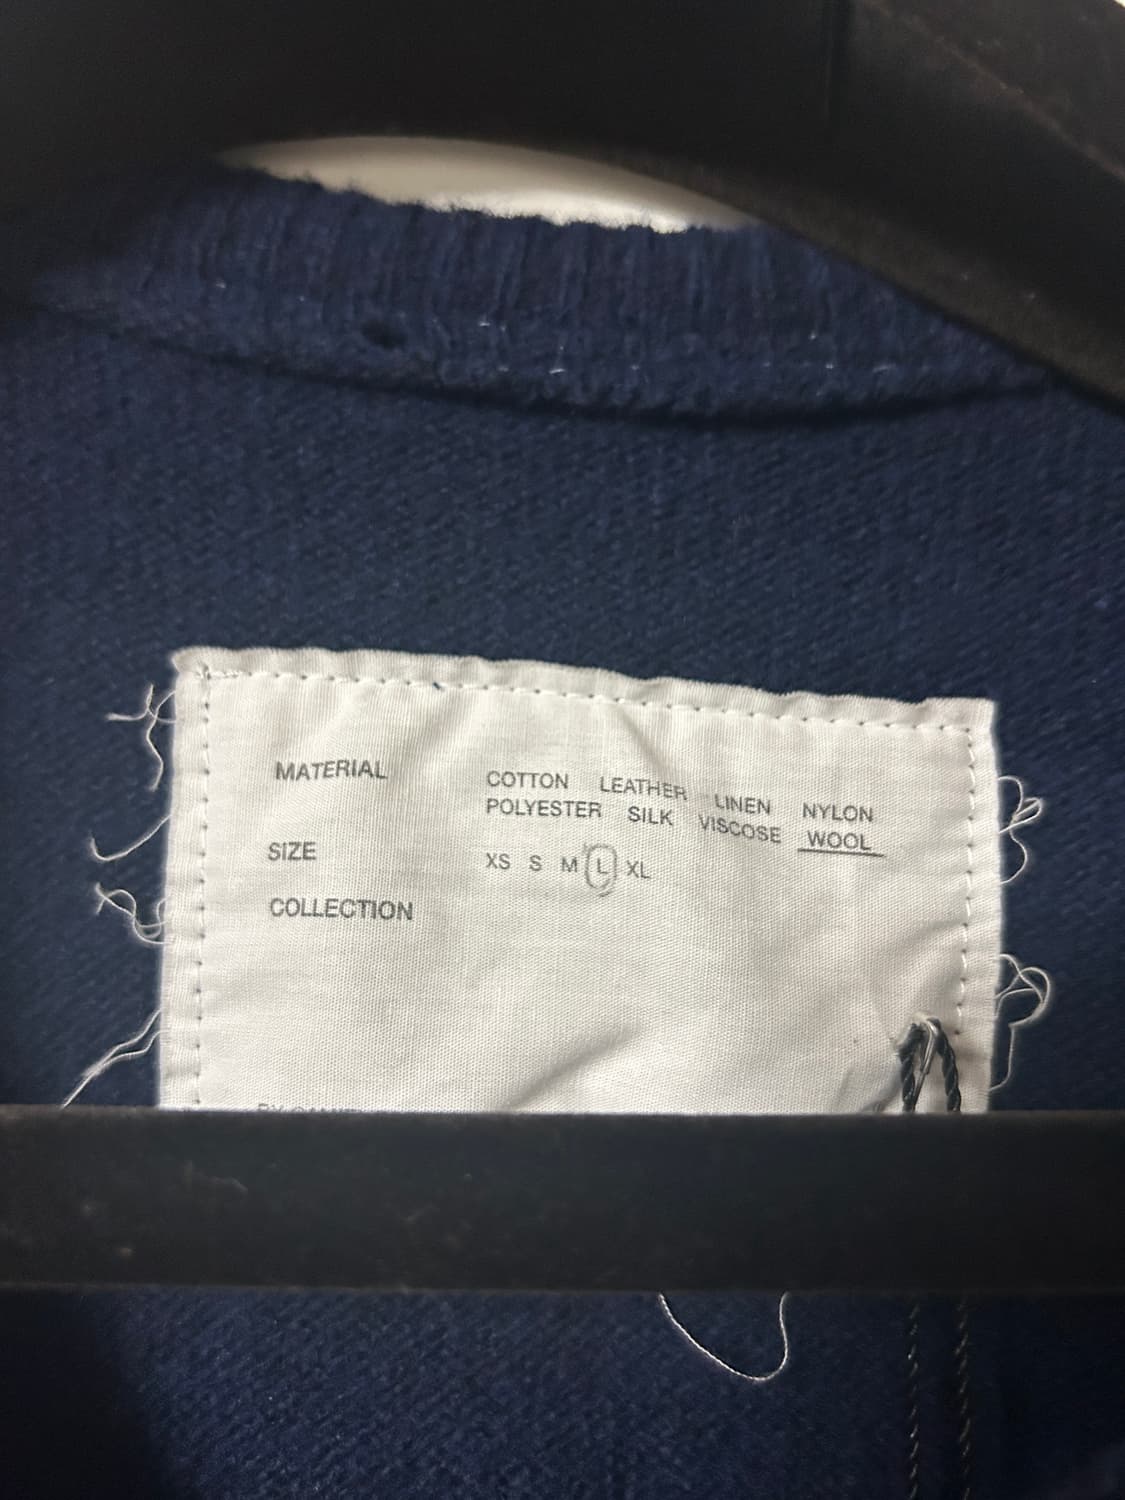 MATERIAL COTTON LEATHER LINEN NYLON
POLYESTER SILK VISCOSE WOOL
SIZE XS S M L XL
COLLECTION